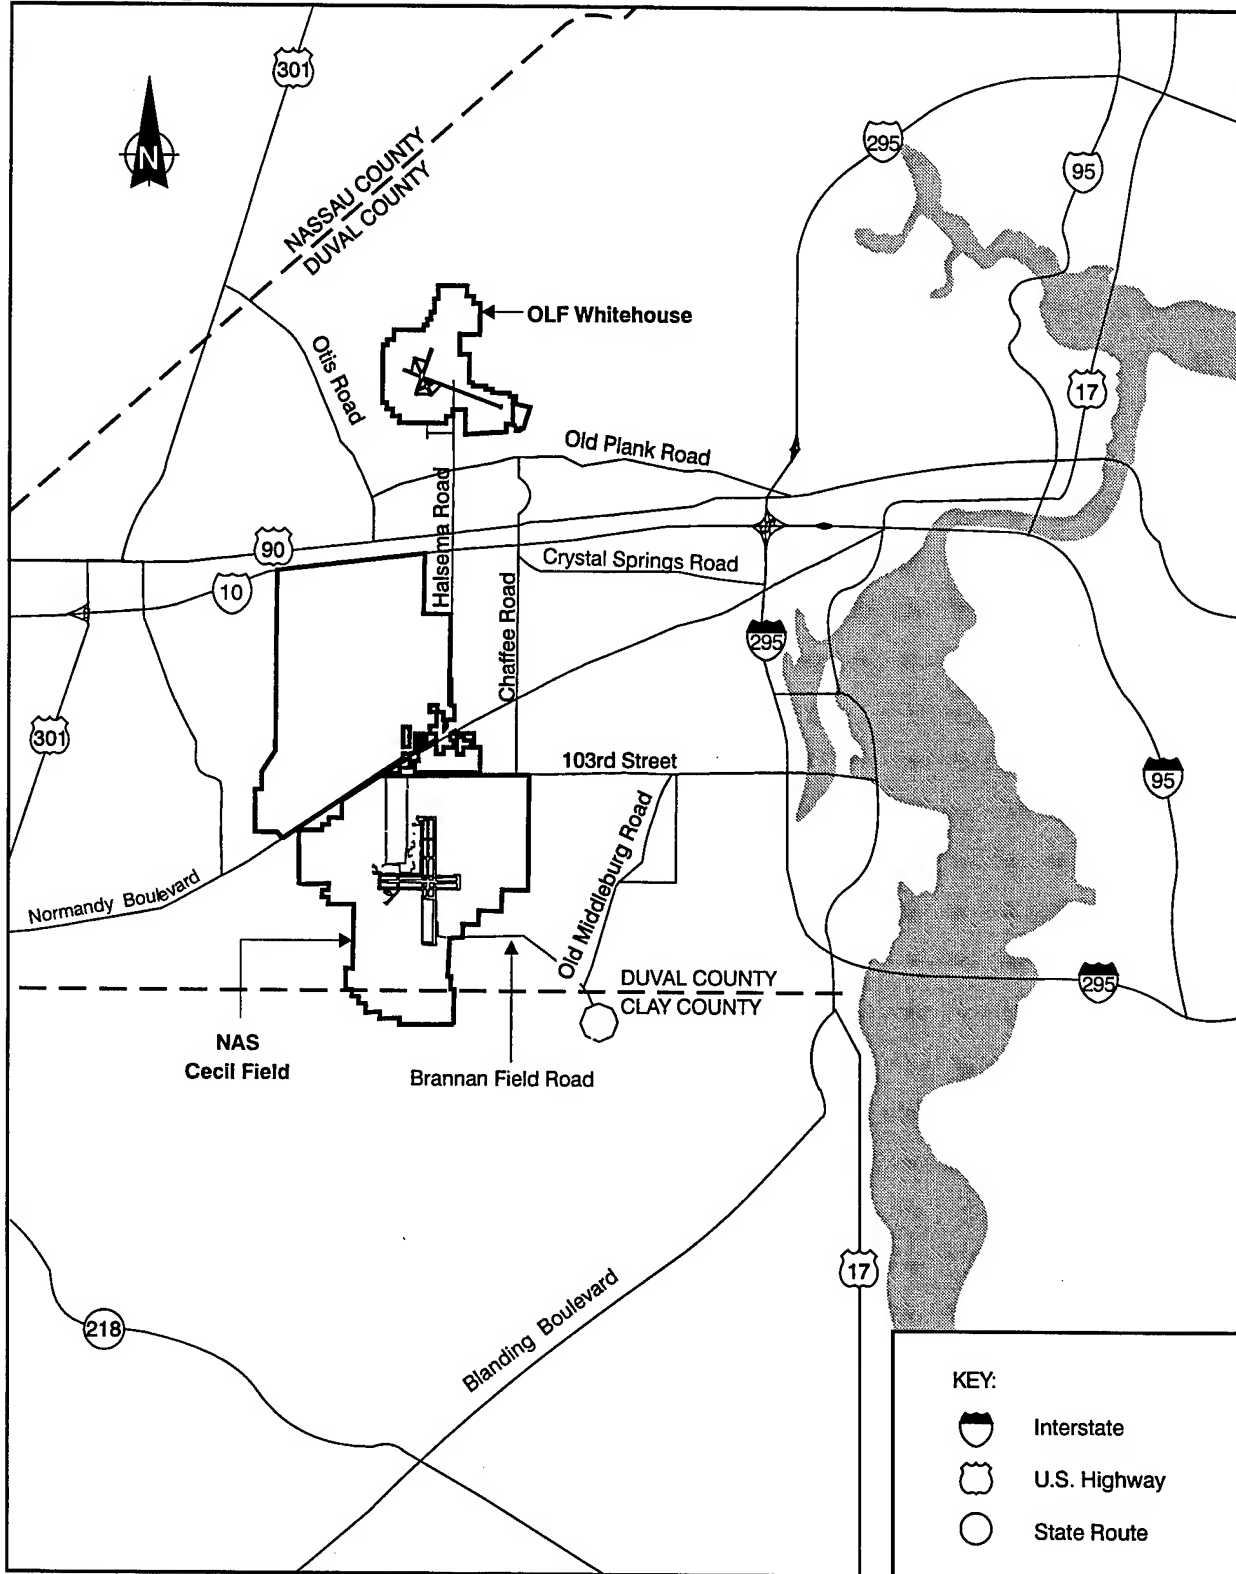 301
N
295
95
NASSAU COUNTY
DUVAL COUNTY
OLF Whitehouse
Otis Road
17
Old Plank Road
Halsema Road
90
Crystal Springs Road
10
Chaffee Road
295
301
103rd Street
95
Old Middleburg Road
Normandy Boulevard
DUVAL COUNTY
CLAY COUNTY
295
NAS
Cecil Field
Brannan Field Road
17
218
Blanding Boulevard
KEY:
Interstate
U.S. Highway
State Route